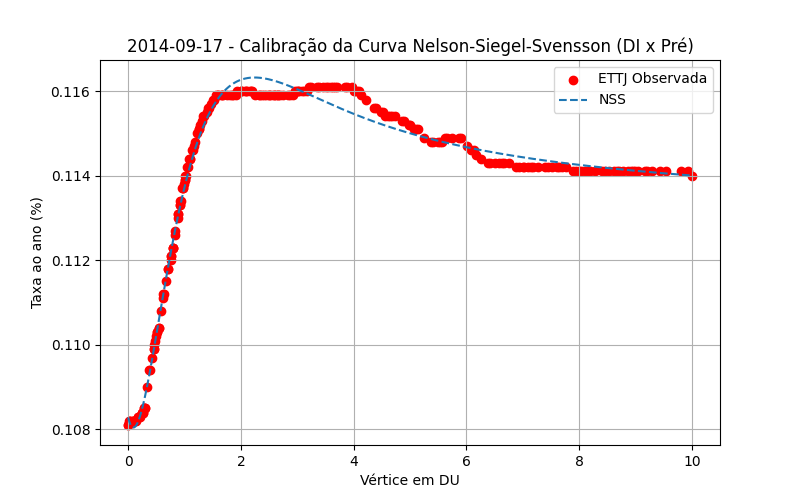 2014-09-17 - Calibração da Curva Nelson-Siegel-Svensson (DI x Pré)
ETTJ Observada
NSS
Taxa ao ano (%)
0.116
0.114
0.112
0.110
0.108
0 2 4 6 8 10
Vértice em DU